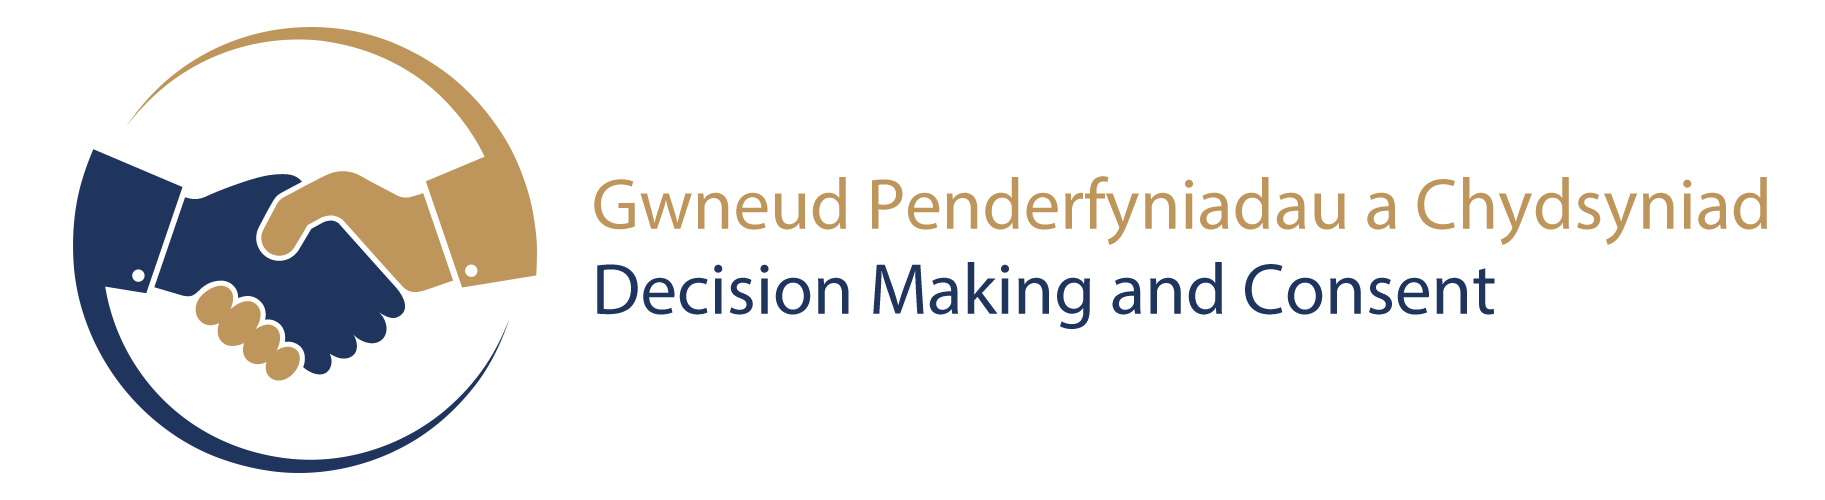 Gwneud Penderfyniadau a Chydsyniad
Decision Making and Consent